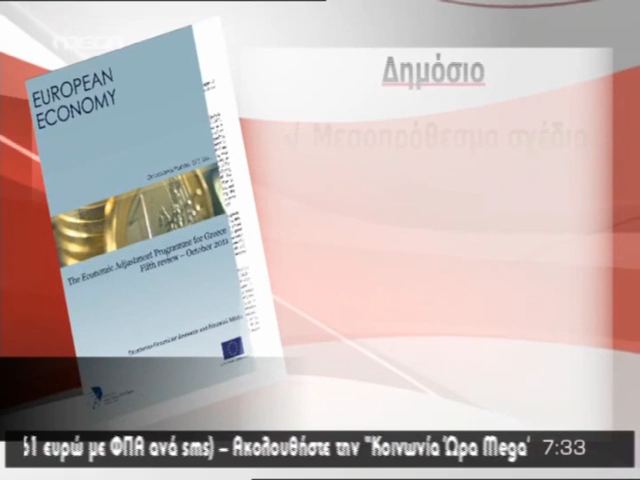 mega
EUROPEAN
ECONOMY
Δημόσιο
Μεσοπρόθεσμο σχέδιο
The Economic Adjustment Programme for Greece
Fifth review – October 2011
61 ευρώ με ΦΠΑ ανά sms) – Ακολουθήστε την "Κοινωνία Ώρα Mega"
7:33